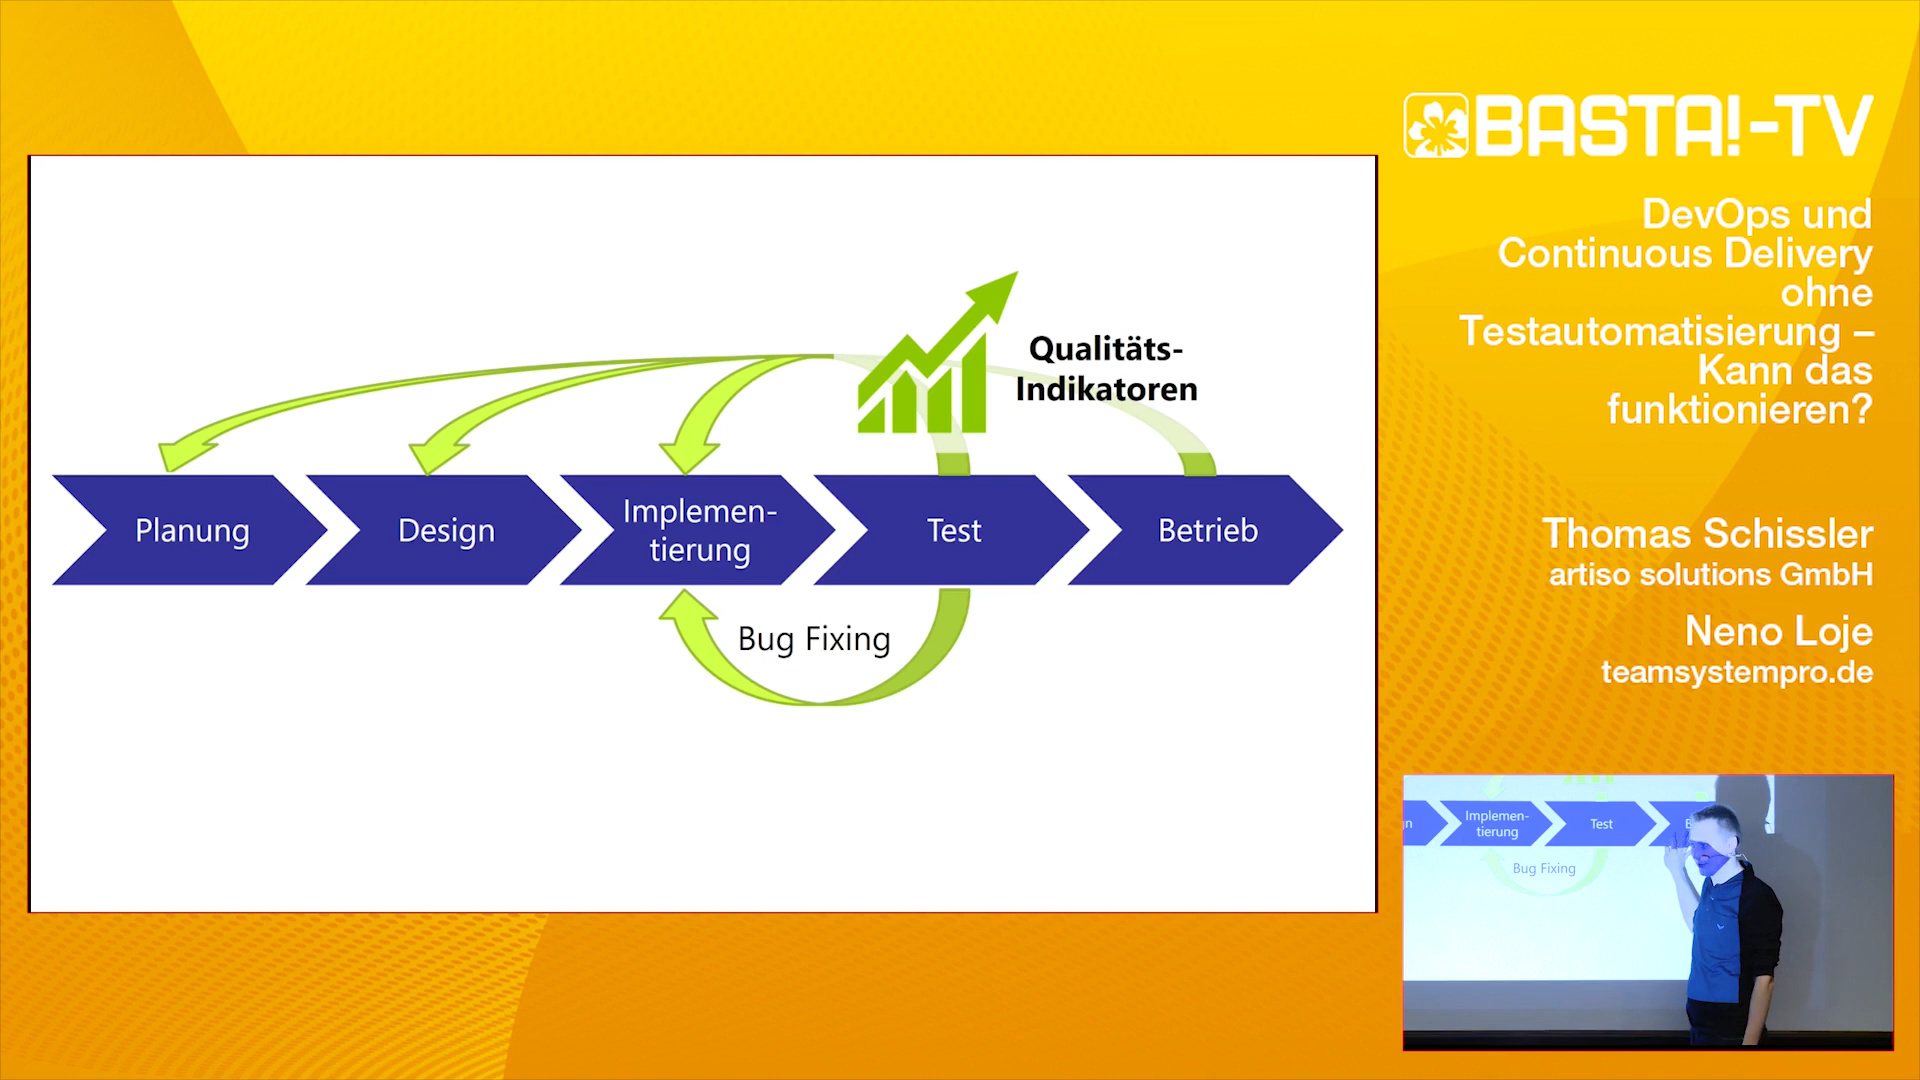 BASTA!-TV
DevOps und
Continuous Delivery
ohne
Testautomatisierung –
Kann das
funktionieren?
Thomas Schissler
artiso solutions GmbH
Neno Loje
teamsystempro.de
Qualitäts-
Indikatoren
Planung
Design
Implemen-
tierung
Test
Betrieb
Bug Fixing
gn
Implemen-
tierung
Test
B
Bug Fixing